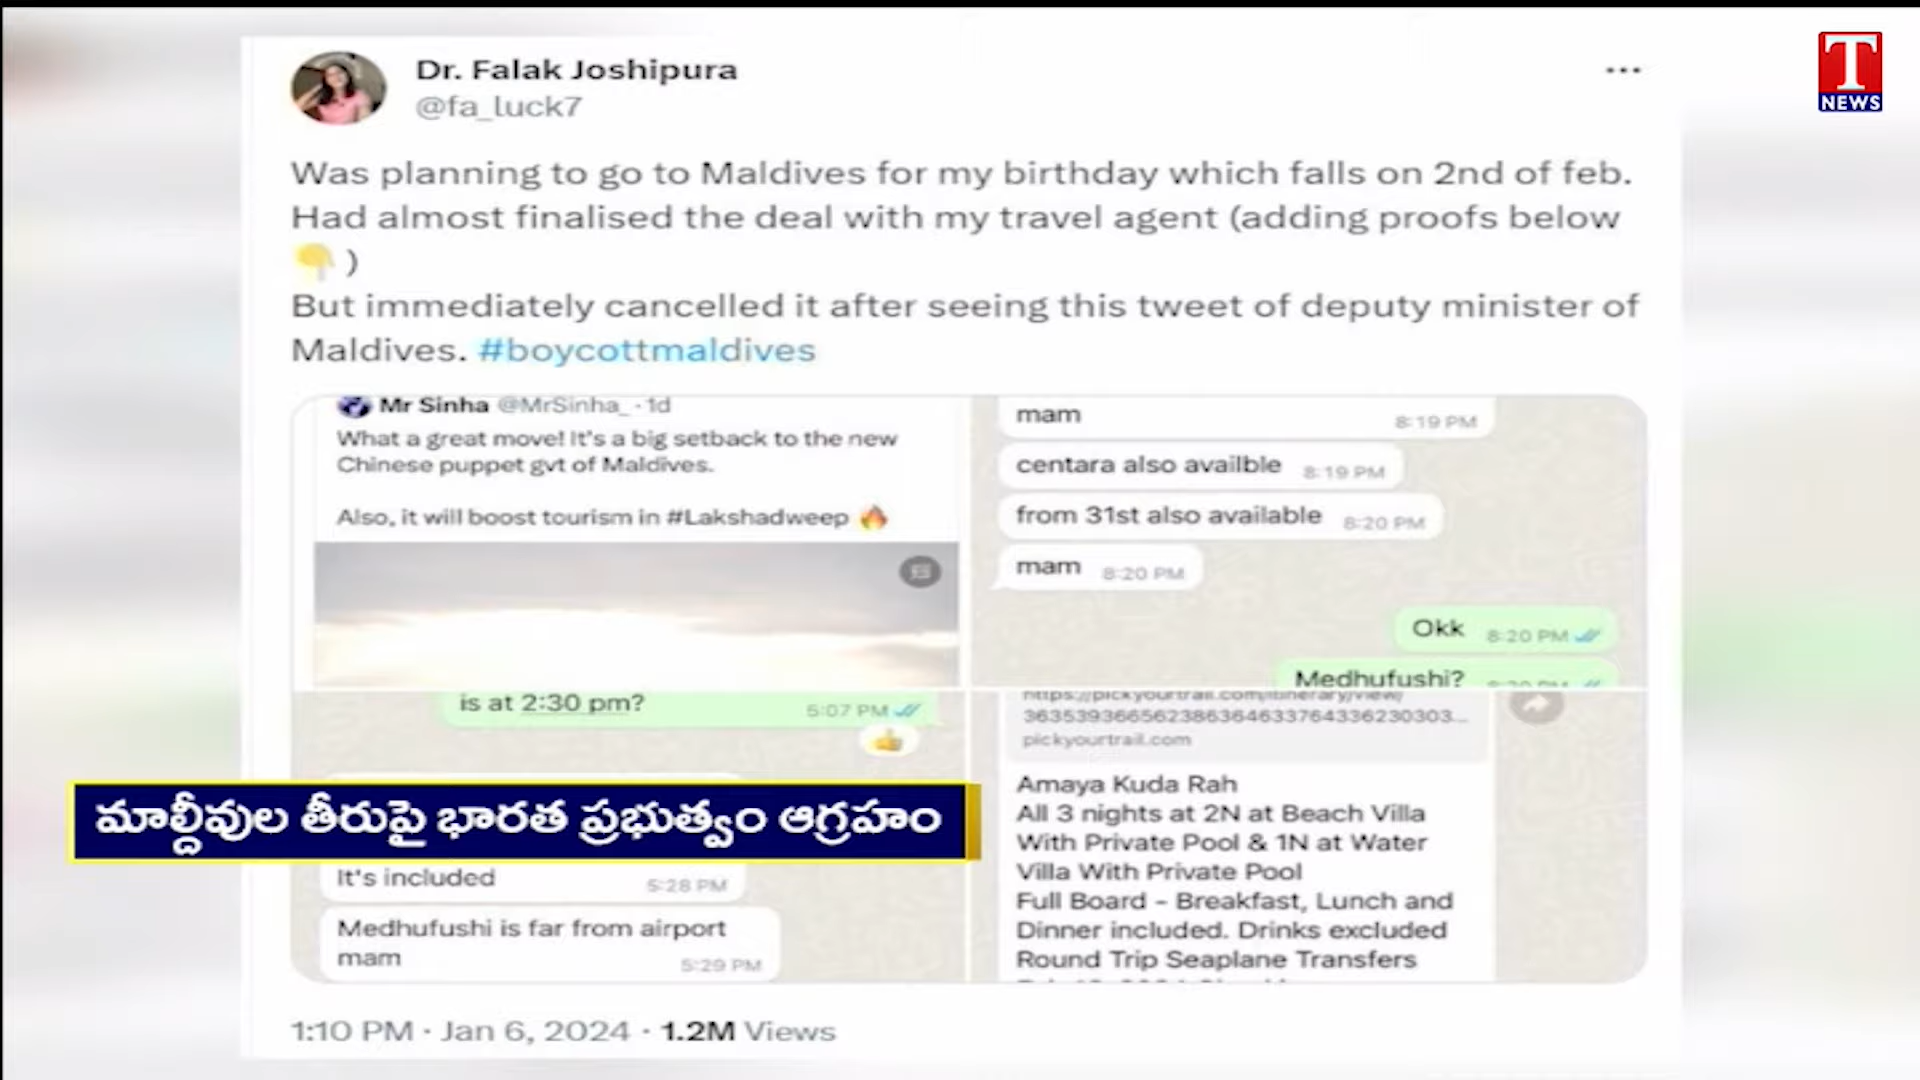 T
NEWS
Dr. Falak Joshipura
@fa_luck7
Was planning to go to Maldives for my birthday which falls on 2nd of feb.
Had almost finalised the deal with my travel agent (adding proofs below
👇 )
But immediately cancelled it after seeing this tweet of deputy minister of
Maldives. #boycottmaldives
Mr Sinha @MrSinha_ · 1d
What a great move! It's a big setback to the new
Chinese puppet gvt of Maldives.
Also, it will boost tourism in #Lakshadweep 🔥
mam 8:19 PM
centara also availble 8:19 PM
from 31st also available 8:20 PM
mam 8:20 PM
Okk 8:20 PM
Medhufushi? 8:20 PM
is at 2:30 pm? 5:07 PM
👍
మాల్దీవుల తీరుపై భారత ప్రభుత్వం ఆగ్రహం
It's included 5:28 PM
Medhufushi is far from airport
mam 5:29 PM
https://pickyourtrail.com/itinerary/view/
pickyourtrail.com
Amaya Kuda Rah
All 3 nights at 2N at Beach Villa
With Private Pool & 1N at Water
Villa With Private Pool
Full Board - Breakfast, Lunch and
Dinner included. Drinks excluded
Round Trip Seaplane Transfers
1:10 PM · Jan 6, 2024 · 1.2M Views